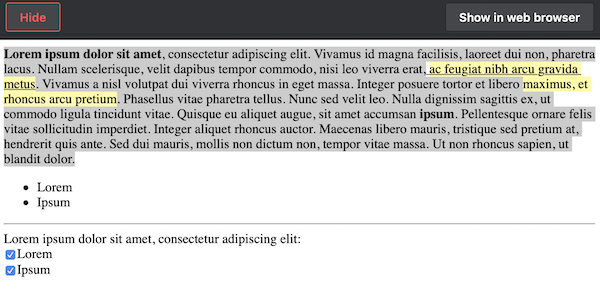 Hide
Show in web browser
Lorem ipsum dolor sit amet, consectetur adipiscing elit. Vivamus id magna facilisis, laoreet dui non, pharetra
lacus. Nullam scelerisque, velit dapibus tempor commodo, nisi leo viverra erat, ac feugiat nibh arcu gravida
metus. Vivamus a nisl volutpat dui viverra rhoncus in eget massa. Integer posuere tortor et libero maximus, et
rhoncus arcu pretium. Phasellus vitae pharetra tellus. Nunc sed velit leo. Nulla dignissim sagittis ex, ut
commodo ligula tincidunt vitae. Quisque eu aliquet augue, sit amet accumsan ipsum. Pellentesque ornare felis
vitae sollicitudin imperdiet. Integer aliquet rhoncus auctor. Maecenas libero mauris, tristique sed pretium at,
hendrerit quis ante. Sed dui mauris, mollis non dictum non, tempor vitae massa. Ut non rhoncus sapien, ut
blandit dolor.
Lorem
Ipsum
Lorem ipsum dolor sit amet, consectetur adipiscing elit:
Lorem
Ipsum